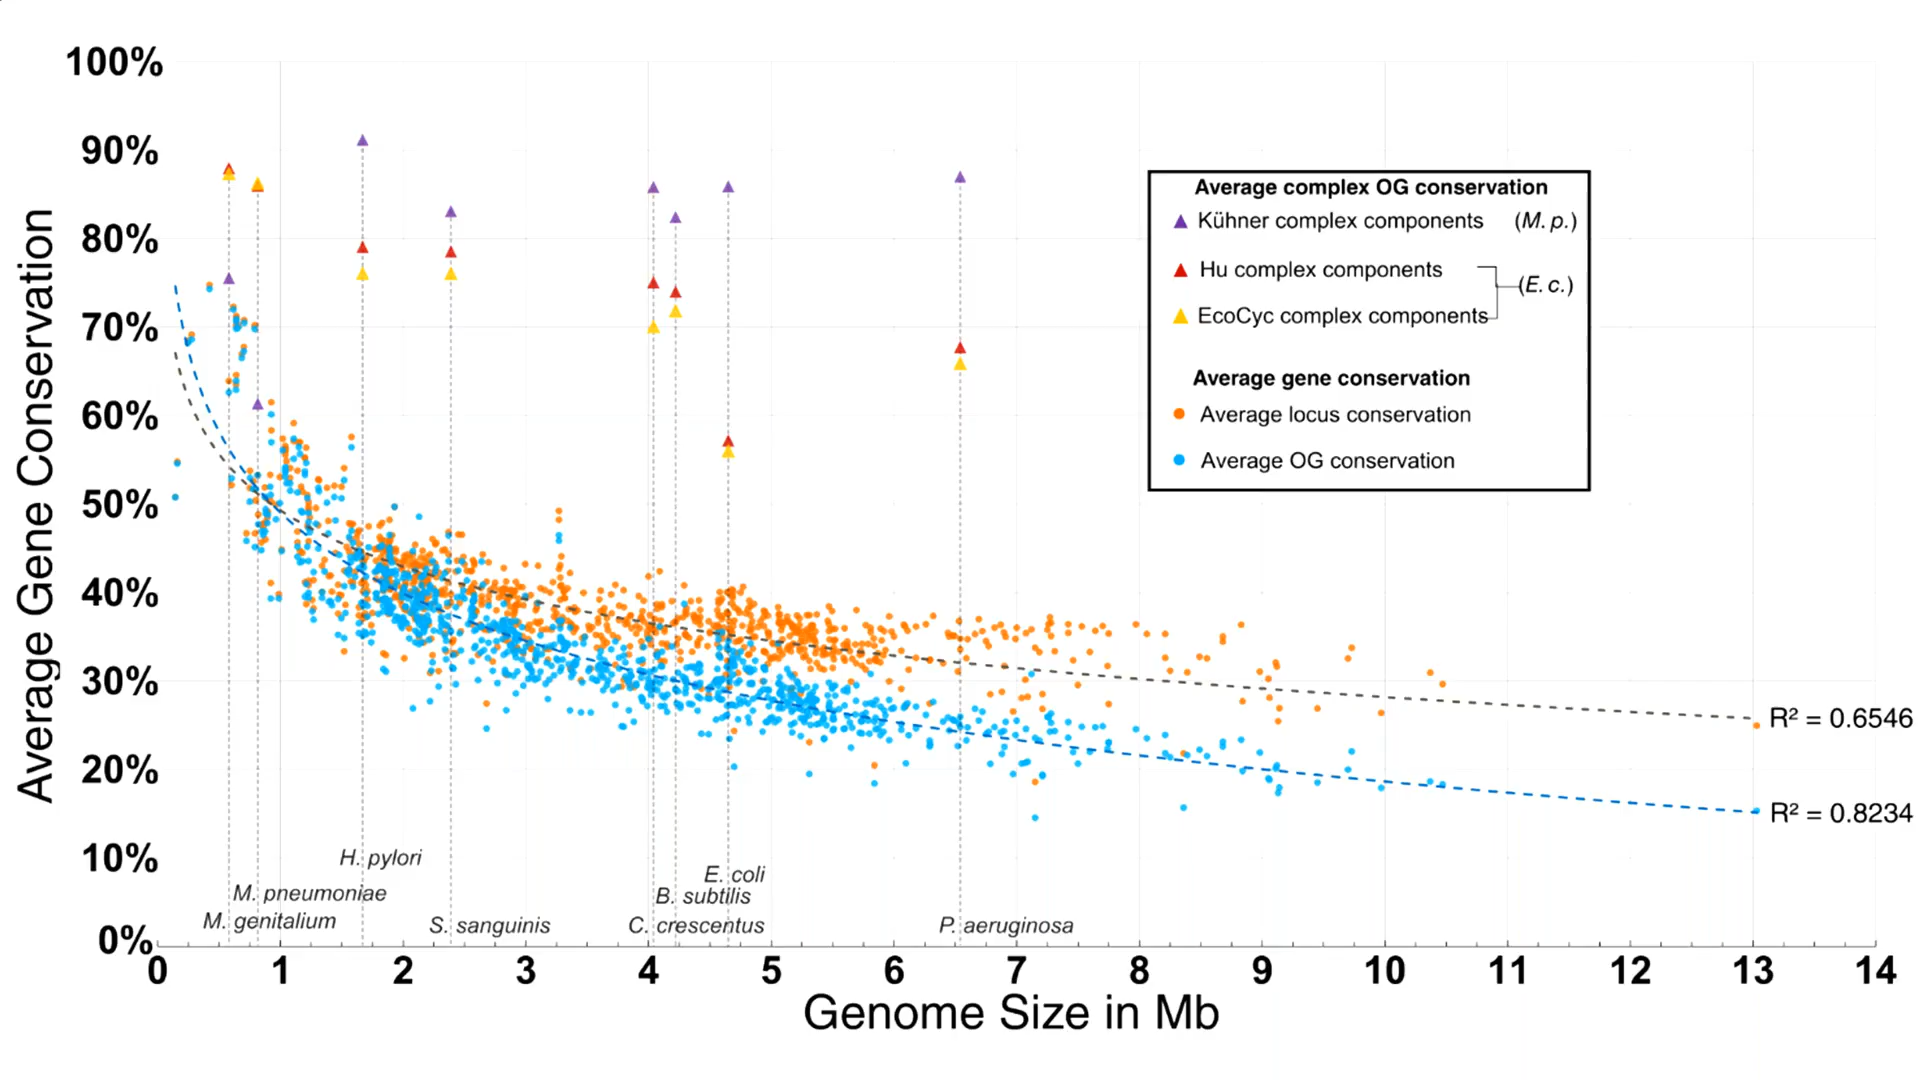 100%
90%
80%
70%
60%
50%
40%
30%
20%
10%
0%
Average Gene Conservation
Average complex OG conservation
Kühner complex components (M. p.)
Hu complex components
(E. c.)
EcoCyc complex components
Average gene conservation
Average locus conservation
Average OG conservation
R² = 0.6546
R² = 0.8234
H. pylori
E. coli
M. pneumoniae
B. subtilis
M. genitalium
S. sanguinis
C. crescentus
P. aeruginosa
0 1 2 3 4 5 6 7 8 9 10 11 12 13 14
Genome Size in Mb